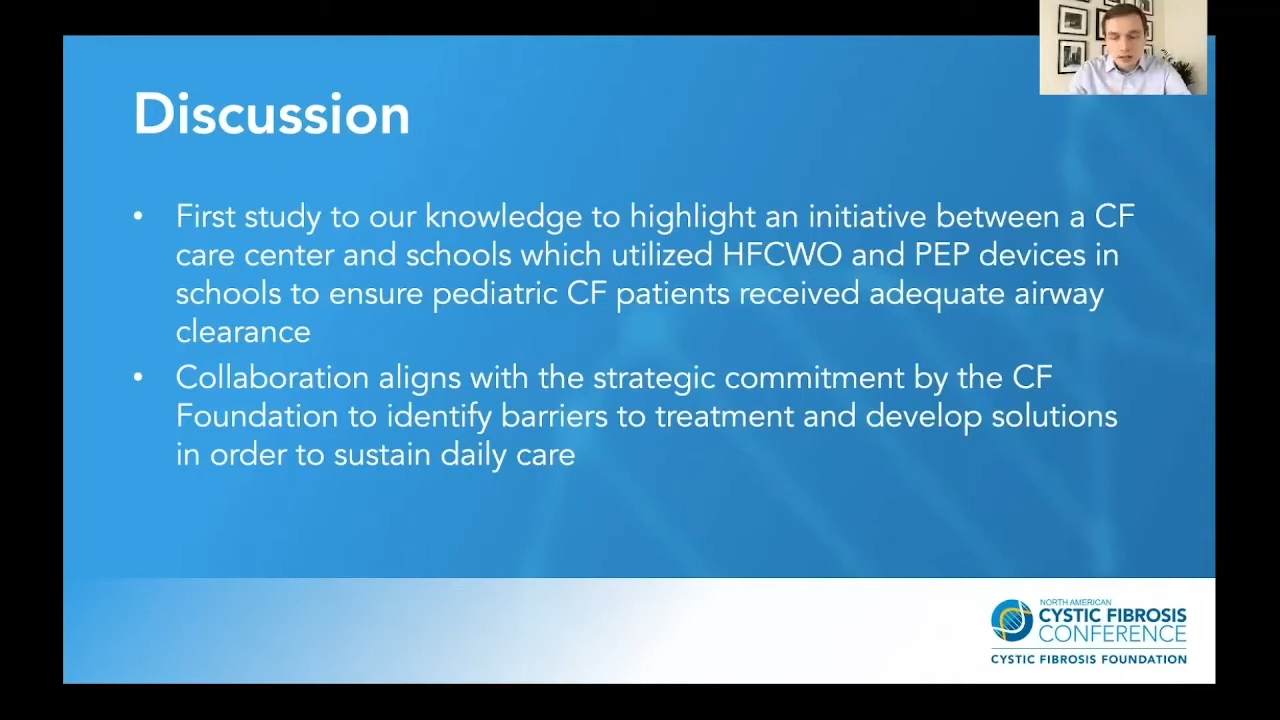 Discussion
• First study to our knowledge to highlight an initiative between a CF
care center and schools which utilized HFCWO and PEP devices in
schools to ensure pediatric CF patients received adequate airway
clearance
• Collaboration aligns with the strategic commitment by the CF
Foundation to identify barriers to treatment and develop solutions
in order to sustain daily care
NORTH AMERICAN
CYSTIC FIBROSIS
CONFERENCE
CYSTIC FIBROSIS FOUNDATION